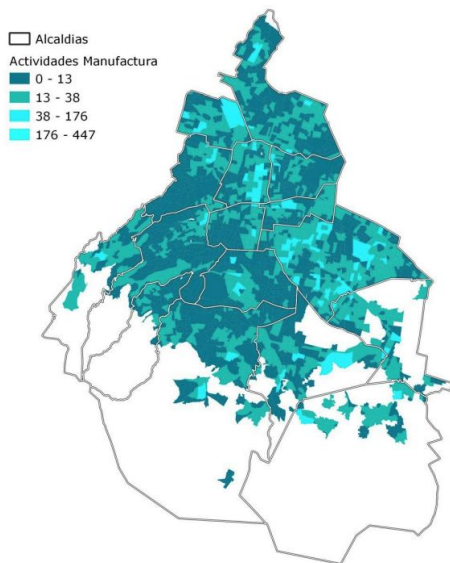 Alcaldias
Actividades Manufactura
0 - 13
13 - 38
38 - 176
176 - 447